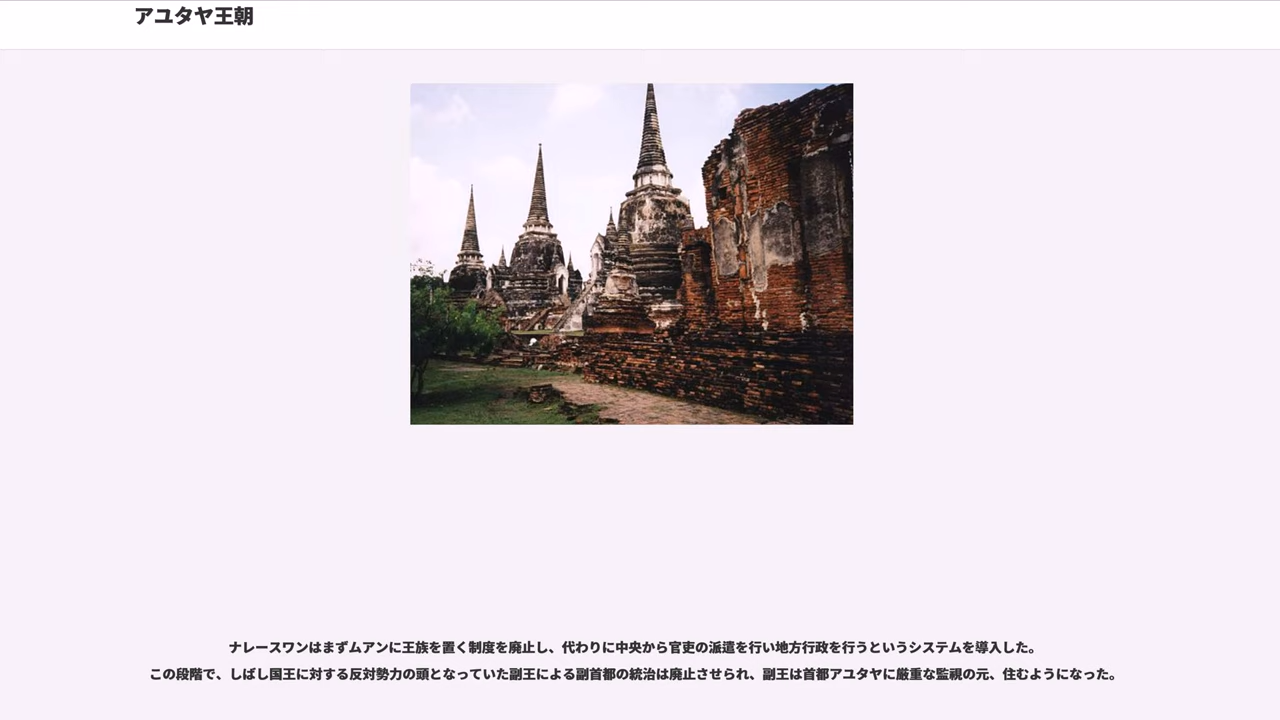 アユタヤ王朝
ナレースワンはまずムアンに王族を置く制度を廃止し、代わりに中央から官吏の派遣を行い地方行政を行うというシステムを導入した。
この段階で、しばし国王に対する反対勢力の頭となっていた副王による副首都の統治は廃止させられ、副王は首都アユタヤに厳重な監視の元、住むようになった。